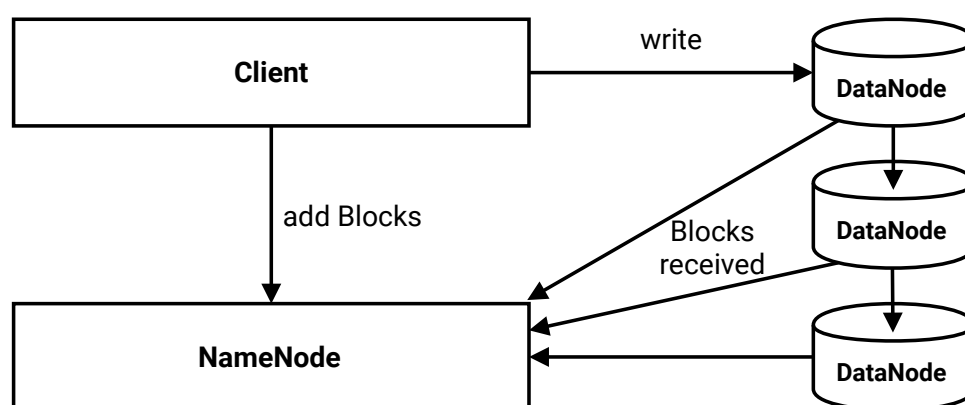 write
Client
DataNode
add Blocks
Blocks
received
DataNode
NameNode
DataNode